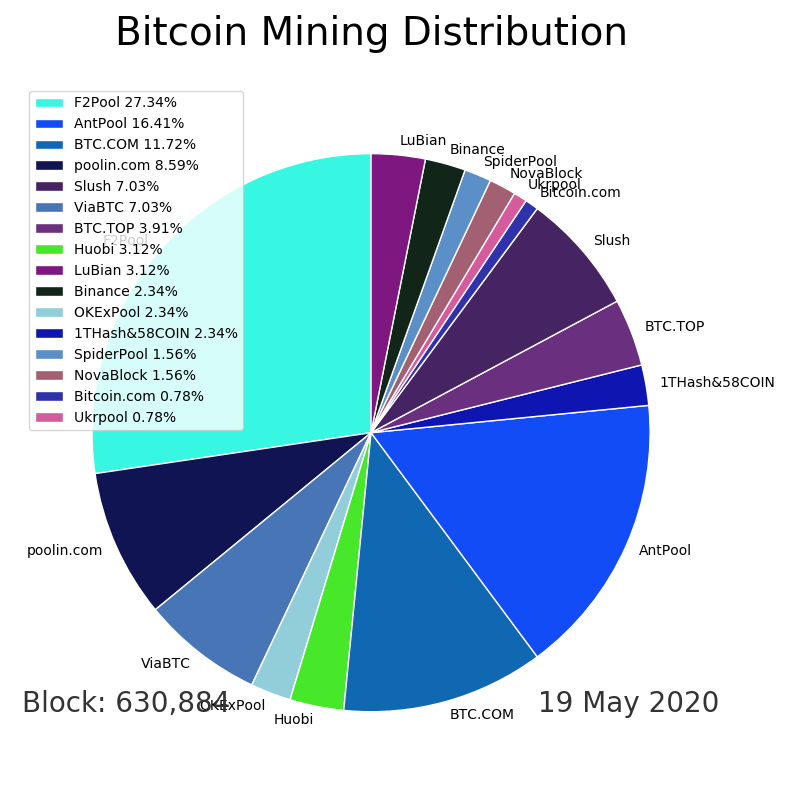 Bitcoin Mining Distribution
F2Pool 27.34%
AntPool 16.41%
BTC.COM 11.72%
poolin.com 8.59%
Slush 7.03%
ViaBTC 7.03%
BTC.TOP 3.91%
Huobi 3.12%
LuBian 3.12%
Binance 2.34%
OKExPool 2.34%
1THash&58COIN 2.34%
SpiderPool 1.56%
NovaBlock 1.56%
Bitcoin.com 0.78%
Ukrpool 0.78%
LuBian
Binance
SpiderPool
NovaBlock
Ukrpool
Bitcoin.com
Slush
BTC.TOP
1THash&58COIN
AntPool
BTC.COM
Huobi
OKExPool
ViaBTC
poolin.com
F2Pool
Block: 630,884
19 May 2020